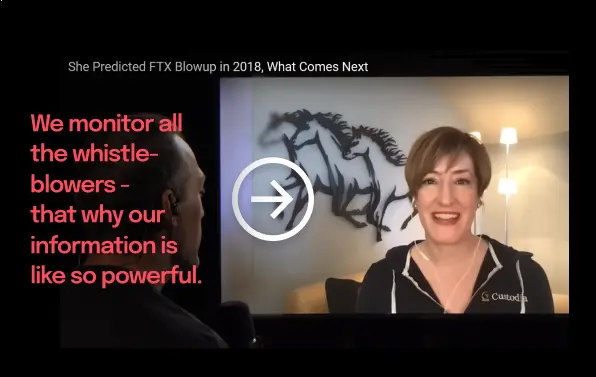 She Predicted FTX Blowup in 2018, What Comes Next
We monitor all
the whistle-
blowers -
that why our
information is
like so powerful.
Custodia